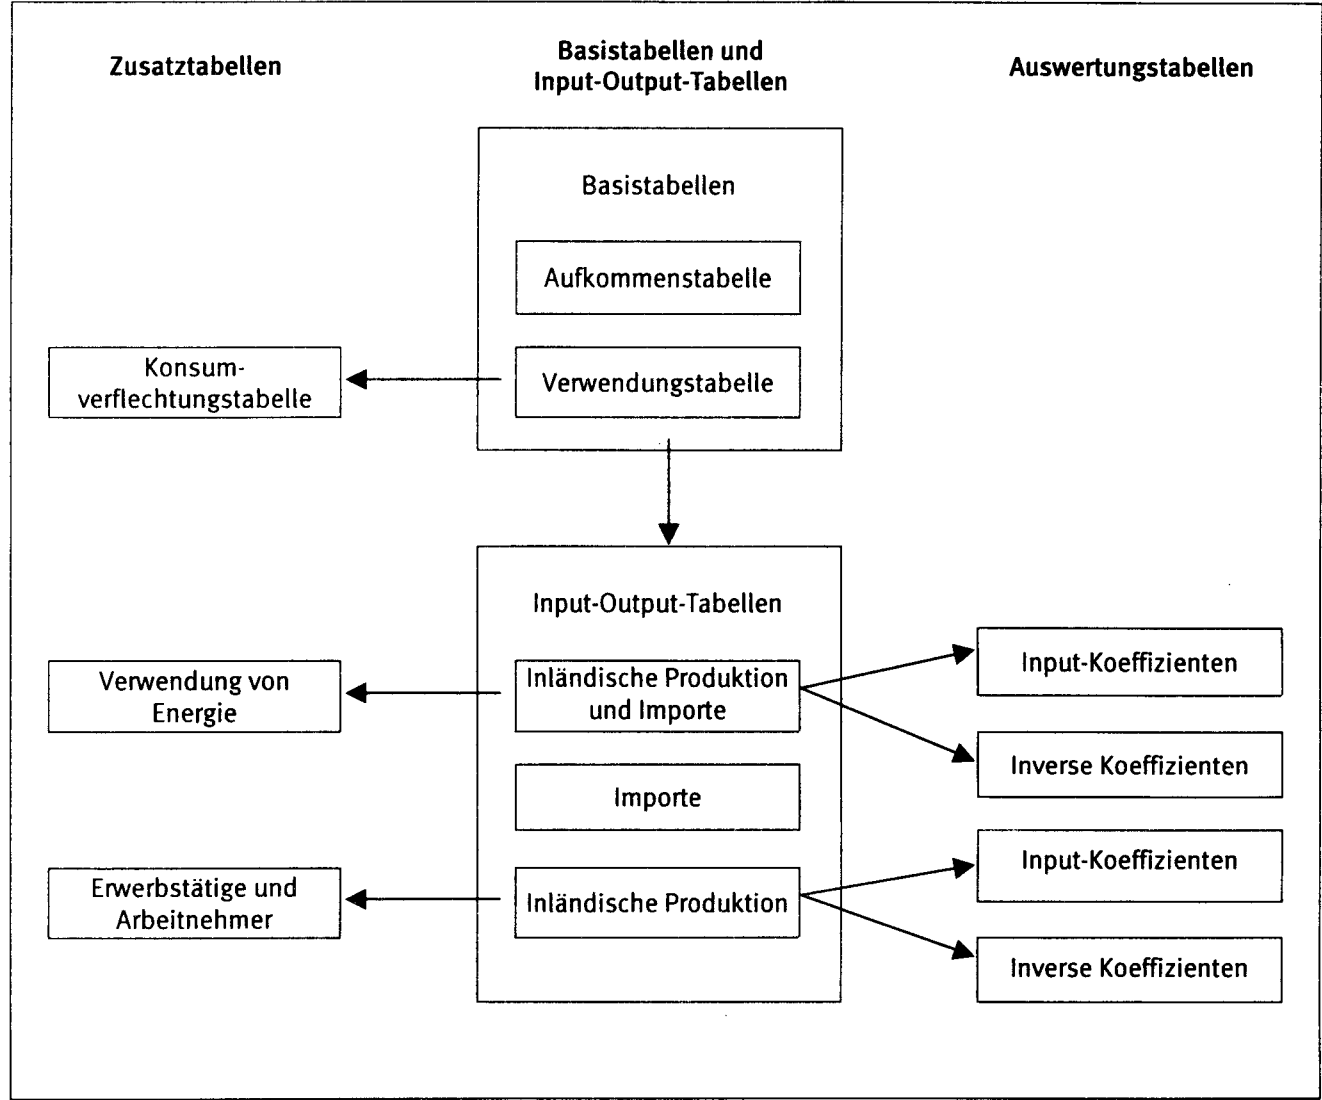 Zusatztabellen
Basistabellen und
Input-Output-Tabellen
Auswertungstabellen
Basistabellen
Aufkommenstabelle
Konsum-
verflechtungstabelle
Verwendungstabelle
Input-Output-Tabellen
Verwendung von
Energie
Inländische Produktion
und Importe
Input-Koeffizienten
Inverse Koeffizienten
Importe
Erwerbstätige und
Arbeitnehmer
Inländische Produktion
Input-Koeffizienten
Inverse Koeffizienten